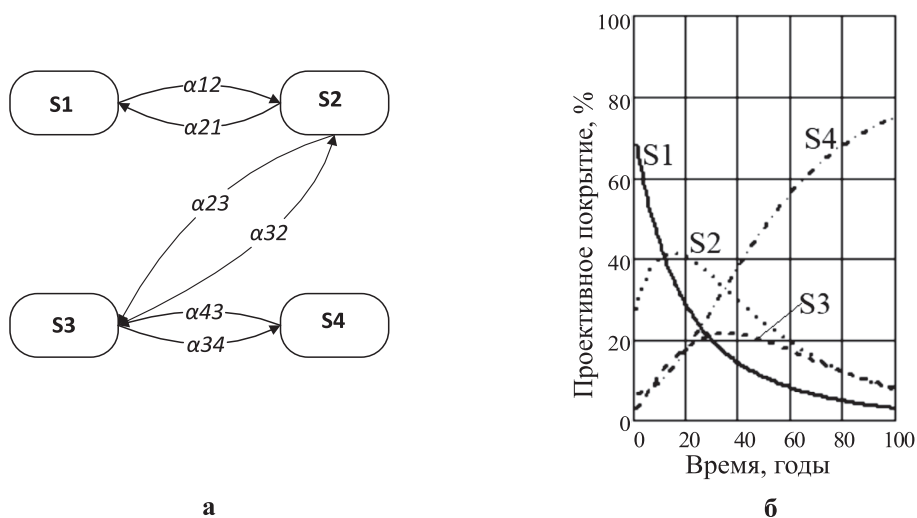 S1
α12
S2
α21
α23
α32
S3
α43
S4
α34
а
Проективное покрытие, %
100
80
60
40
20
0
S1
S2
S3
S4
0 20 40 60 80 100
Время, годы
б